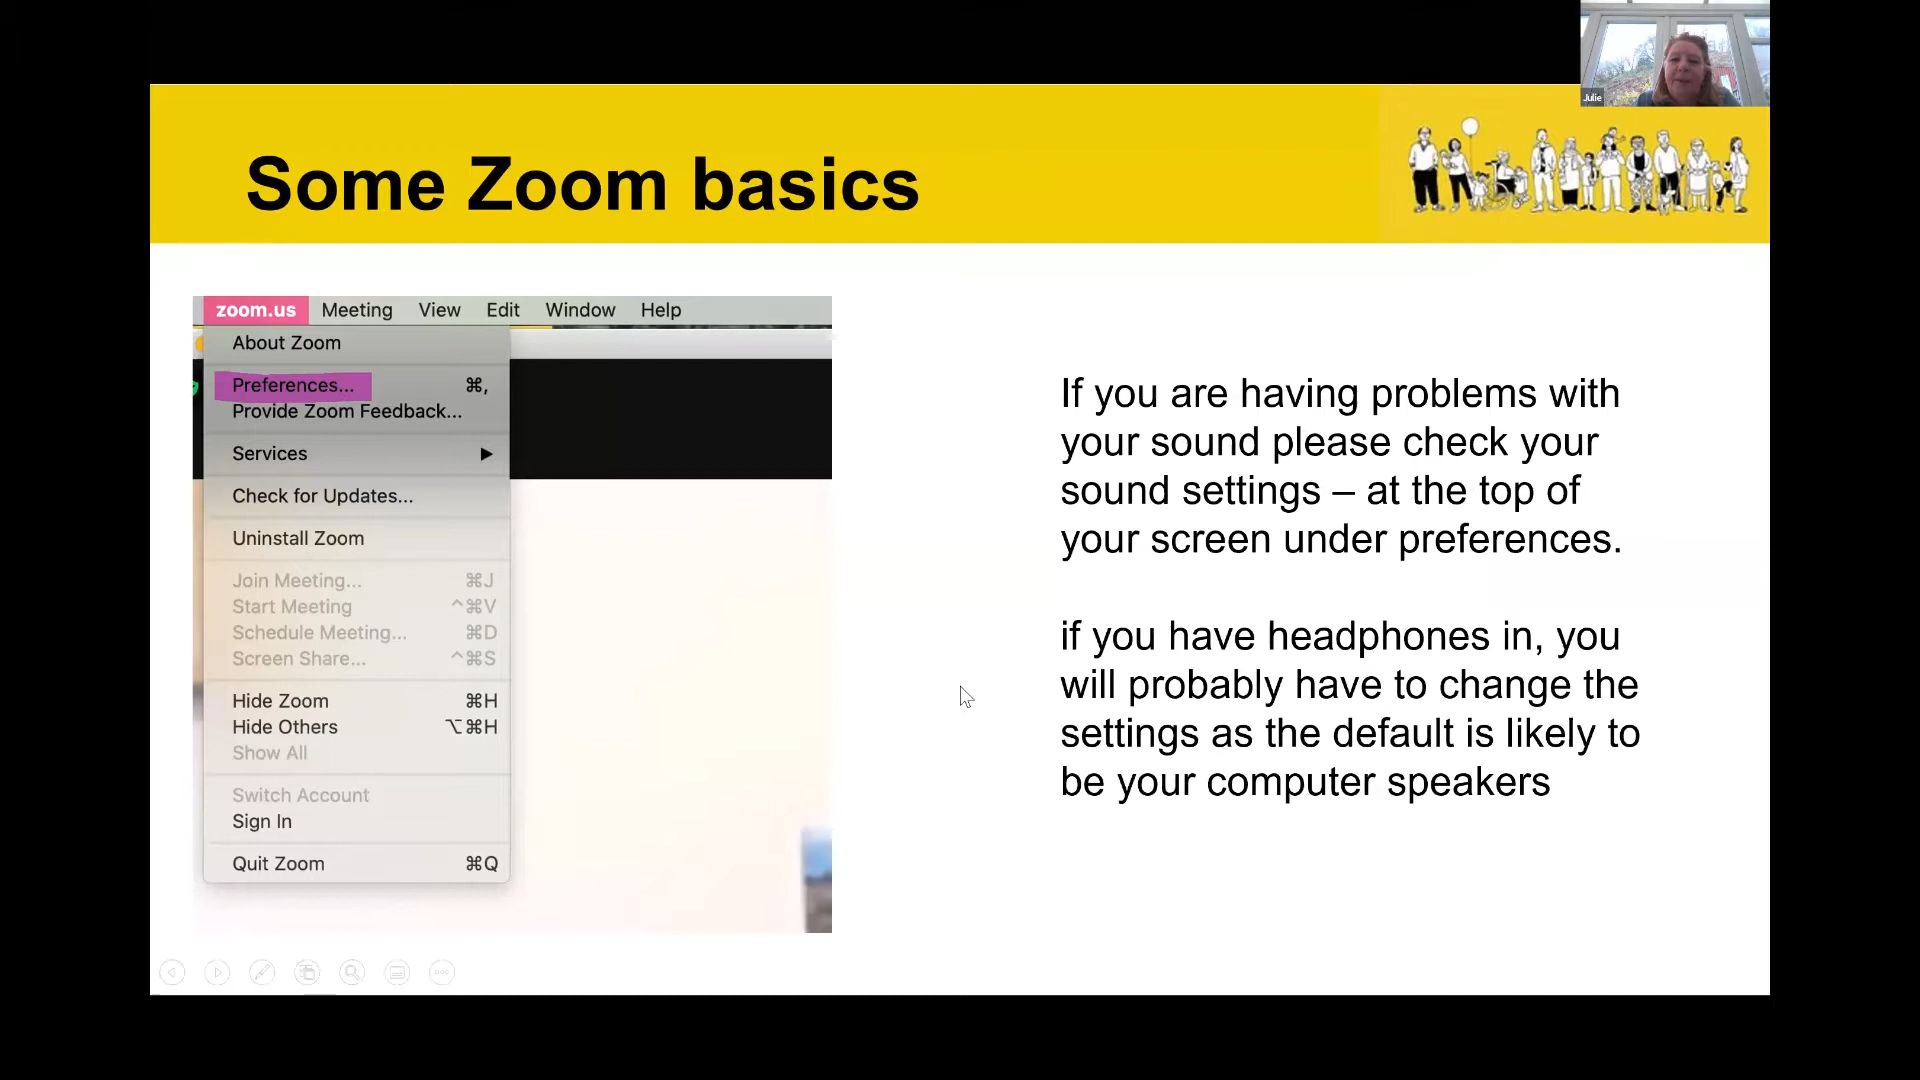 Julie
Some Zoom basics
zoom.us Meeting View Edit Window Help
About Zoom
Preferences... ⌘,
Provide Zoom Feedback...
Services ▶
Check for Updates...
Uninstall Zoom
Join Meeting... ⌘J
Start Meeting ^⌘V
Schedule Meeting... ⌘D
Screen Share... ^⌘S
Hide Zoom ⌘H
Hide Others ⌥⌘H
Show All
Switch Account
Sign In
Quit Zoom ⌘Q
If you are having problems with
your sound please check your
sound settings – at the top of
your screen under preferences.
if you have headphones in, you
will probably have to change the
settings as the default is likely to
be your computer speakers